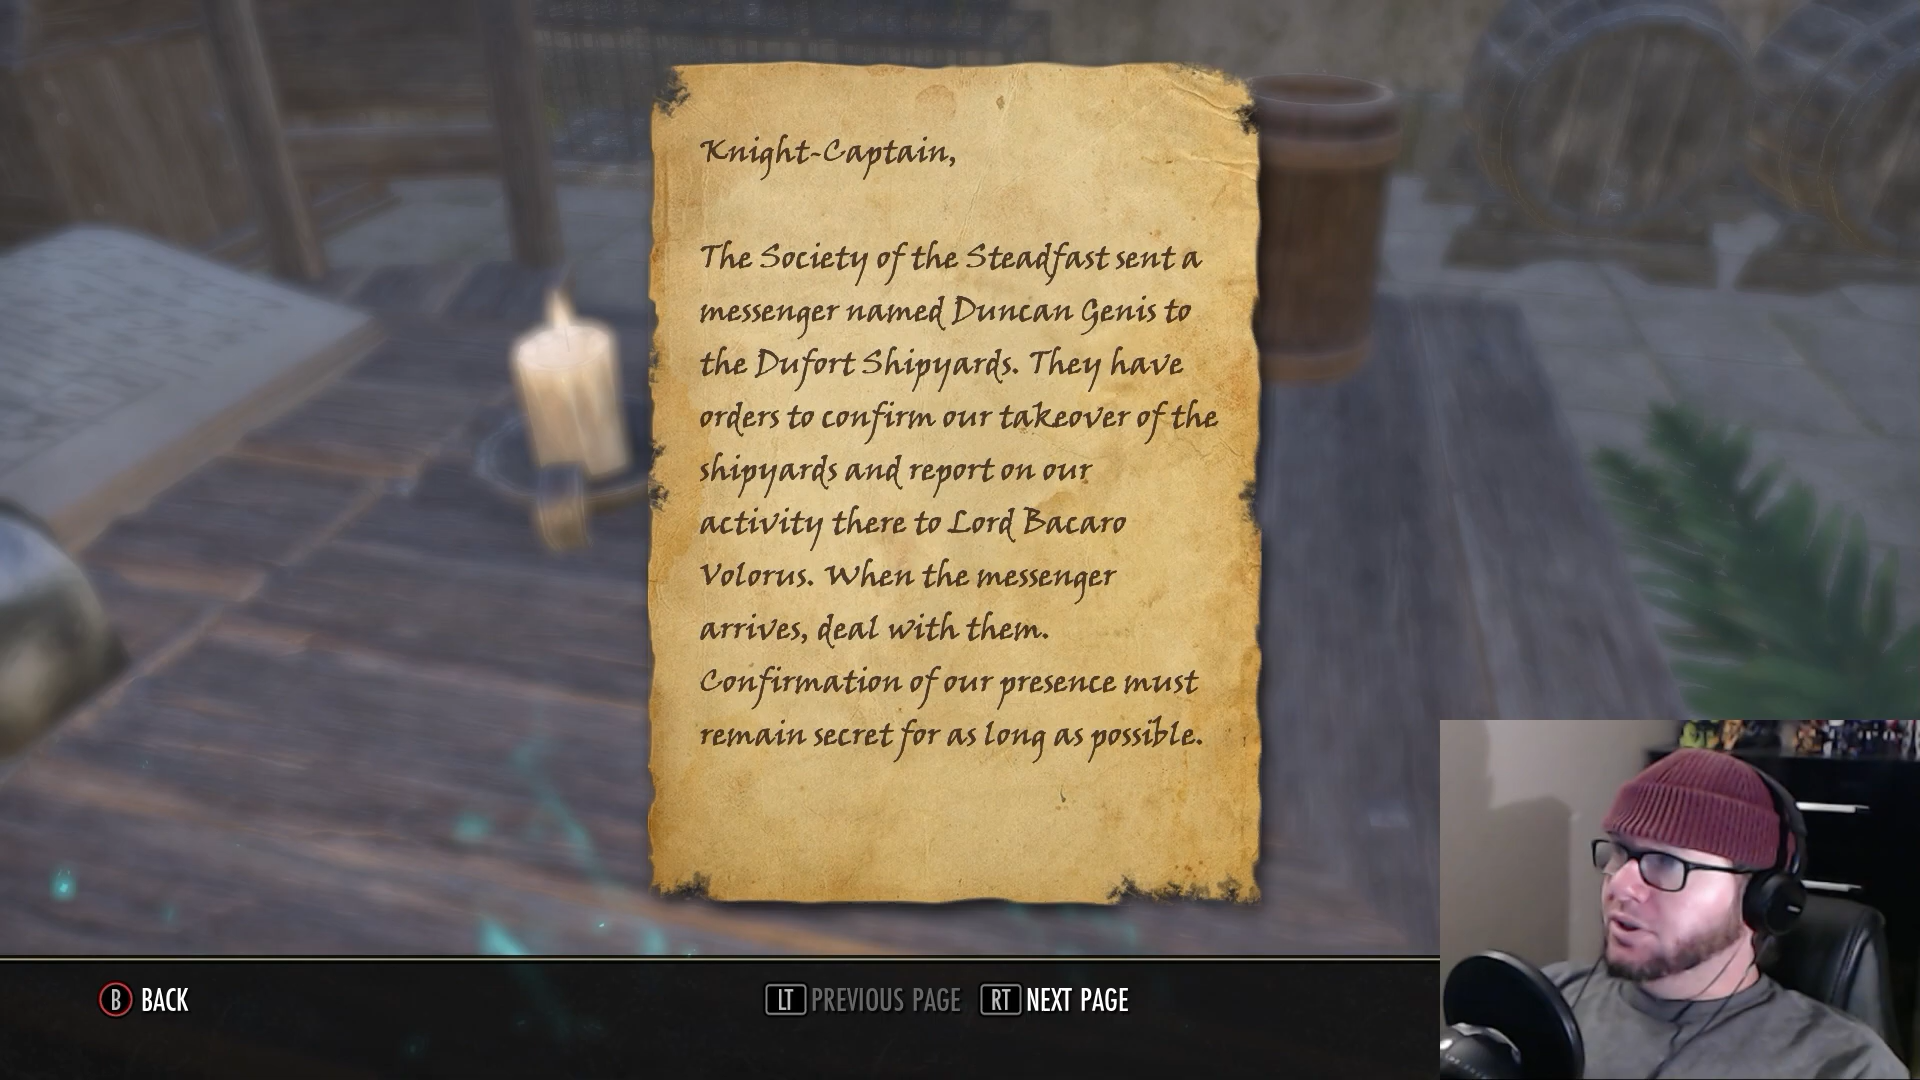 Knight-Captain,
The Society of the Steadfast sent a
messenger named Duncan Genis to
the Dufort Shipyards. They have
orders to confirm our takeover of the
shipyards and report on our
activity there to Lord Bacaro
Volorus. When the messenger
arrives, deal with them.
Confirmation of our presence must
remain secret for as long as possible.
B BACK
LT PREVIOUS PAGE RT NEXT PAGE